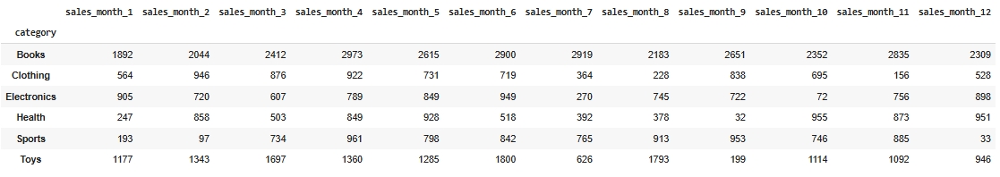 sales_month_1 sales_month_2 sales_month_3 sales_month_4 sales_month_5 sales_month_6 sales_month_7 sales_month_8 sales_month_9 sales_month_10 sales_month_11 sales_month_12
category
Books 1892 2044 2412 2973 2615 2900 2919 2183 2651 2352 2835 2309
Clothing 564 946 876 922 731 719 364 228 838 695 156 528
Electronics 905 720 607 789 849 949 270 745 722 72 756 898
Health 247 858 503 849 928 518 392 378 32 955 873 951
Sports 193 97 734 961 798 842 765 913 953 746 885 33
Toys 1177 1343 1697 1360 1285 1800 626 1793 199 1114 1092 946